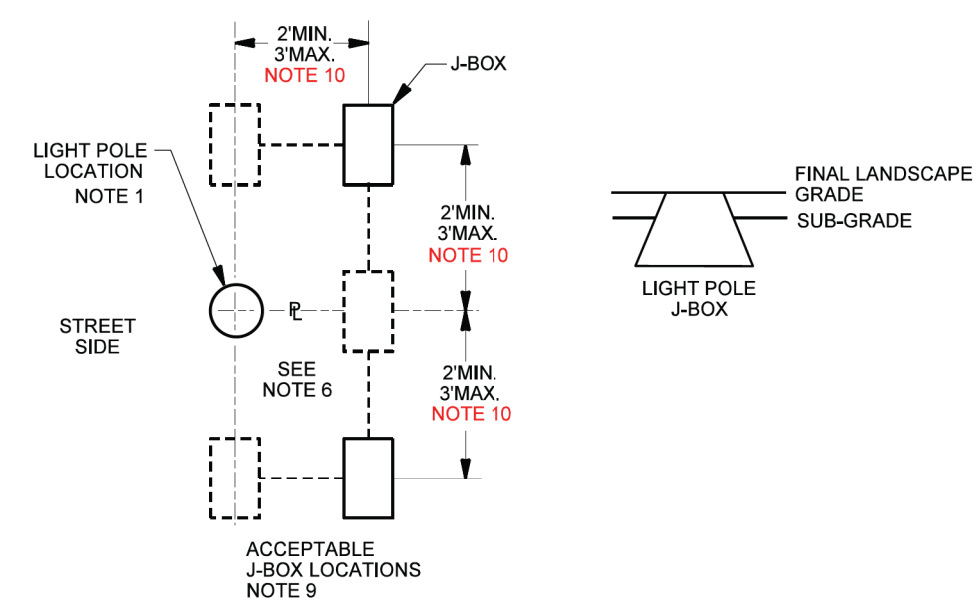 2'MIN.
3'MAX.
NOTE 10
J-BOX
LIGHT POLE
LOCATION
NOTE 1
2'MIN.
3'MAX.
NOTE 10
PL
STREET
SIDE
SEE
NOTE 6
2'MIN.
3'MAX.
NOTE 10
ACCEPTABLE
J-BOX LOCATIONS
NOTE 9
FINAL LANDSCAPE
GRADE
SUB-GRADE
LIGHT POLE
J-BOX